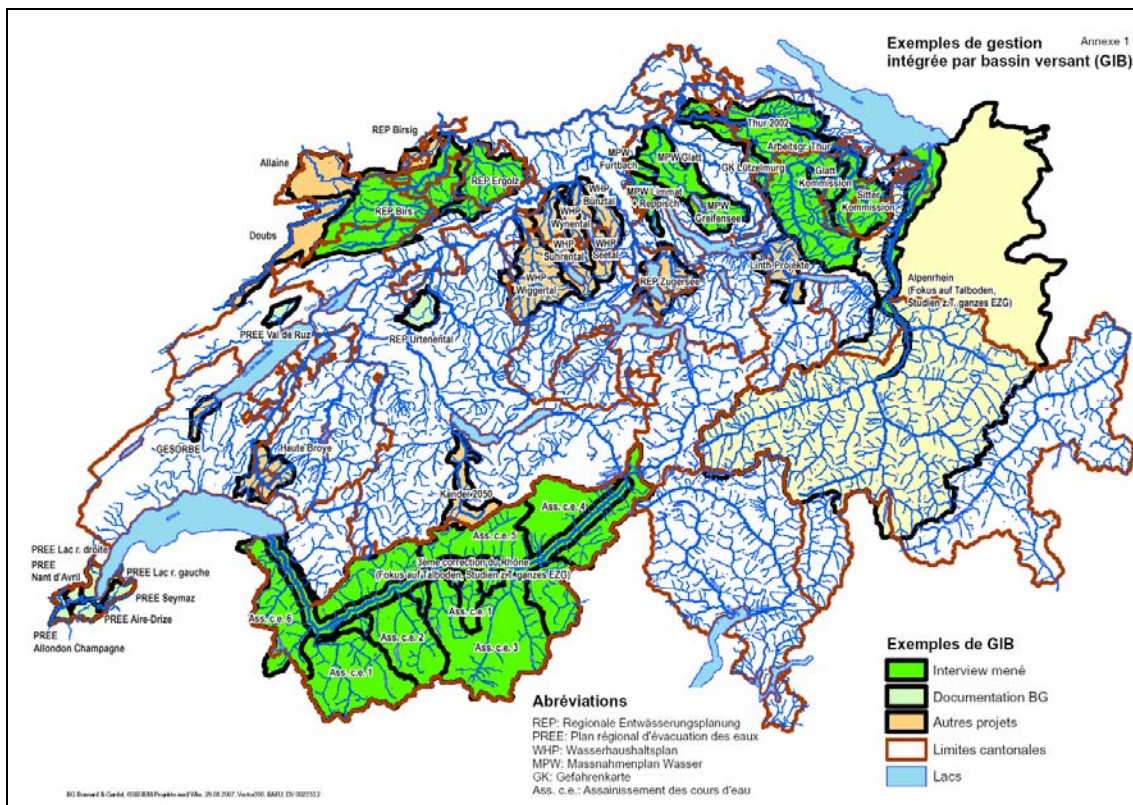 Exemples de gestion
intégrée par bassin versant (GIB)
Annexe 1
REP Birsig
Allaine
REP Ergolz
REP Birs
Doubs
PREE Val de Ruz
REP Urtenental
GESORBE
Haute Broye
Kander 2050
MPW
Furtbach
MPW Glatt
MPW Limmat
Reppisch
MPW
Greifensee
WHP
Bünztal
WHP
Wynental
WHP
Suhrental
WHP
Seetal
WHP
Wiggertal
REP Zugersee
Linth Projekte
GK Lützelmurg
Thur 2002
Arbeitsgr. Thur
Glatt
Kommission
Sitter
Kommission
Alpenrhein
(Fokus auf Talboden,
Studien z.T. ganzes EZG)
PREE Lac r. droite
PREE
Nant d'Avril
PREE Lac r. gauche
PREE Seymaz
PREE Aire-Drize
PREE
Allondon Champagne
Ass. c.e. 4
Ass. c.e. 5
3ème correction du Rhône
(Fokus auf Talboden, Studien z.T. ganzes EZG)
Ass. c.e. 6
Ass. c.e. 1
Ass. c.e. 2
Ass. c.e. 3
Ass. c.e. 1
Abréviations
REP: Regionale Entwässerungsplanung
PREE: Plan régional d'évacuation des eaux
WHP: Wasserhaushaltsplan
MPW: Massnahmenplan Wasser
GK: Gefahrenkarte
Ass. c.e.: Assainissement des cours d'eau
Exemples de GIB
Interview mené
Documentation BG
Autres projets
Limites cantonales
Lacs